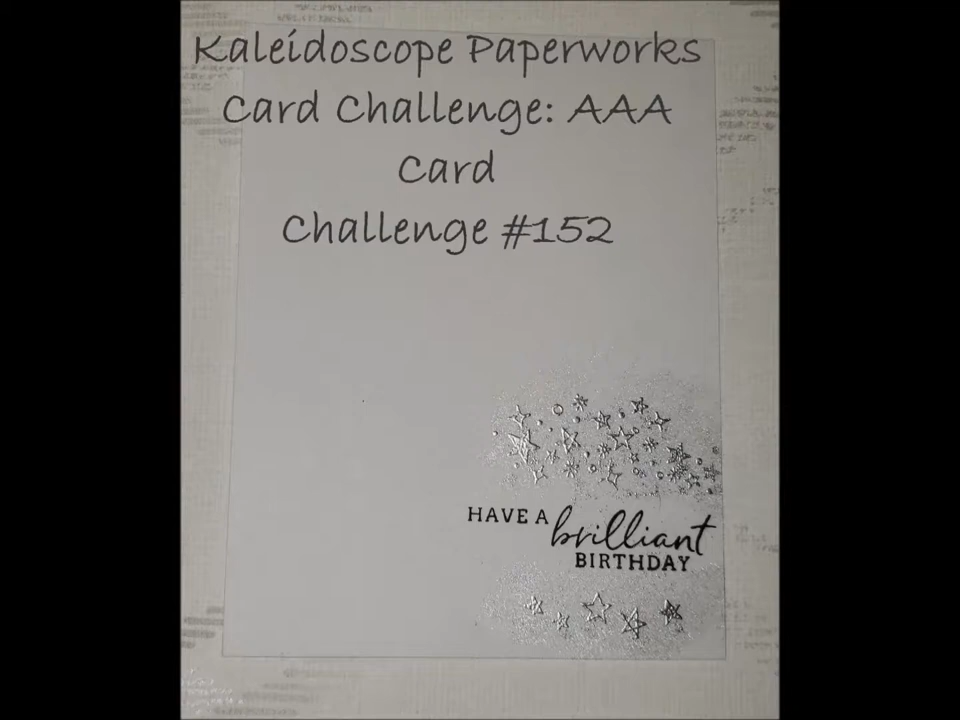 Kaleidoscope Paperworks
Card Challenge: AAA
Card
Challenge #152
HAVE A brilliant
BIRTHDAY